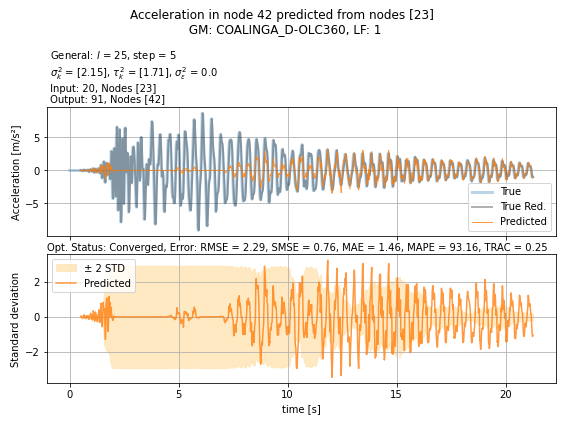 Acceleration in node 42 predicted from nodes [23]
GM: COALINGA_D-OLC360, LF: 1
General: l = 25, step = 5
σ²ₖ = [2.15], τ²ₖ = [1.71], σ²ε = 0.0
Input: 20, Nodes [23]
Output: 91, Nodes [42]
Acceleration [m/s²]
5
0
−5
True
True Red.
Predicted
Opt. Status: Converged, Error: RMSE = 2.29, SMSE = 0.76, MAE = 1.46, MAPE = 93.16, TRAC = 0.25
Standard deviation
2
0
−2
± 2 STD
Predicted
0 5 10 15 20
time [s]